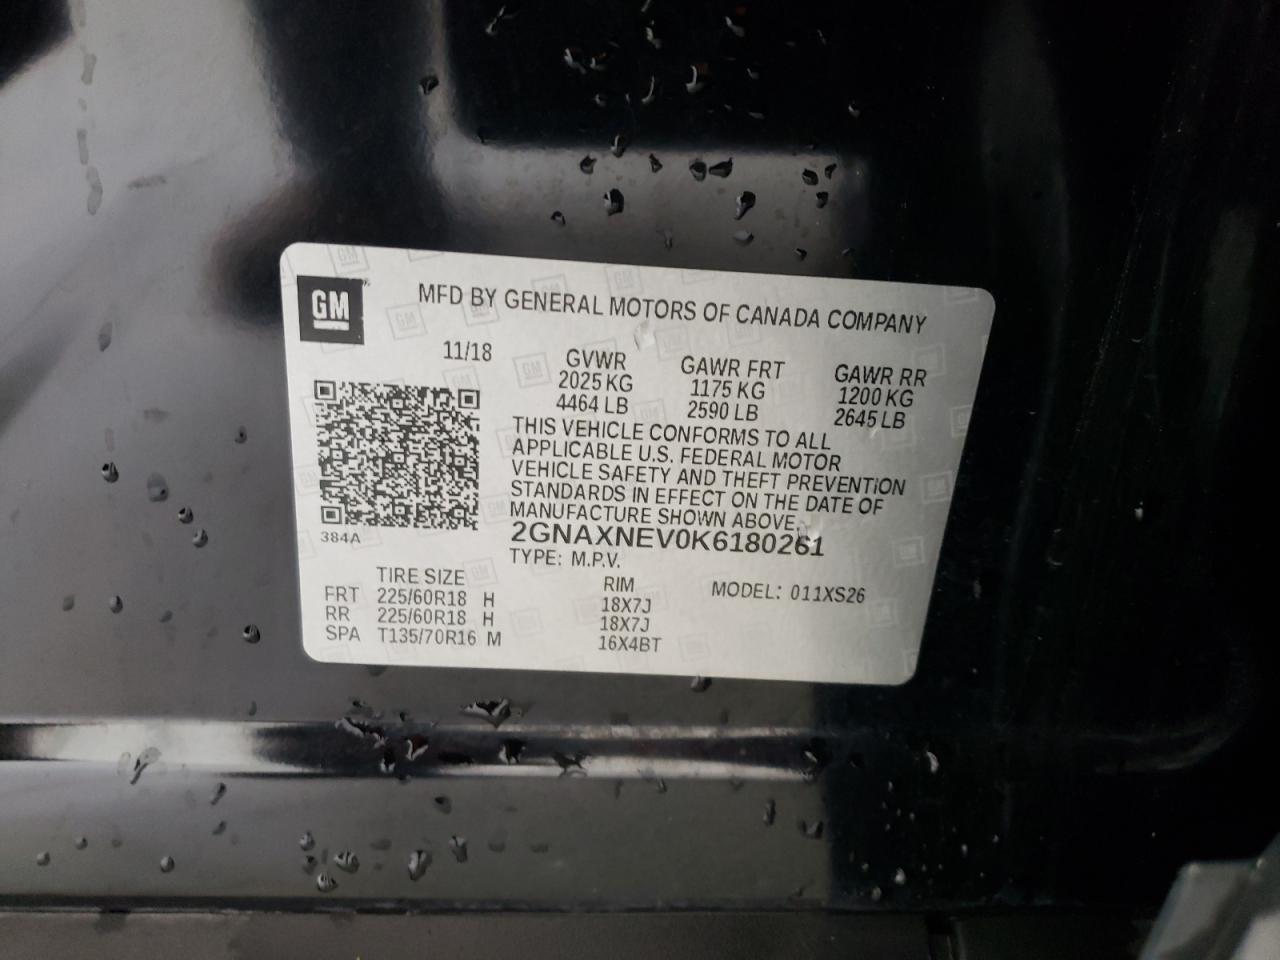 GM
MFD BY GENERAL MOTORS OF CANADA COMPANY
11/18
GVWR GAWR FRT GAWR RR
2025 KG 1175 KG 1200 KG
4464 LB 2590 LB 2645 LB
THIS VEHICLE CONFORMS TO ALL
APPLICABLE U.S. FEDERAL MOTOR
VEHICLE SAFETY AND THEFT PREVENTION
STANDARDS IN EFFECT ON THE DATE OF
MANUFACTURE SHOWN ABOVE.
384A
2GNAXNEV0K6180261
TYPE: M.P.V.
TIRE SIZE RIM MODEL: 011XS26
FRT 225/60R18 H 18X7J
RR 225/60R18 H 18X7J
SPA T135/70R16 M 16X4BT